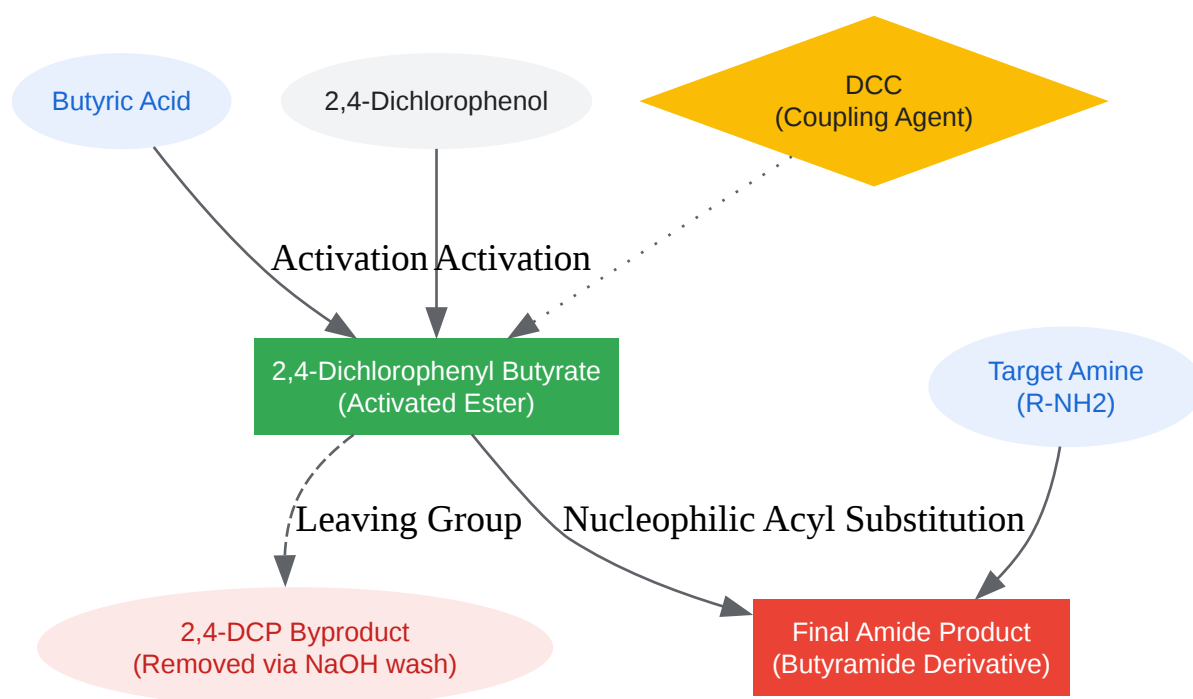 Butyric Acid
2,4-Dichlorophenol
DCC
(Coupling Agent)
Activation
Activation
2,4-Dichlorophenyl Butyrate
(Activated Ester)
Target Amine
(R-NH2)
Leaving Group
Nucleophilic Acyl Substitution
2,4-DCP Byproduct
(Removed via NaOH wash)
Final Amide Product
(Butyramide Derivative)